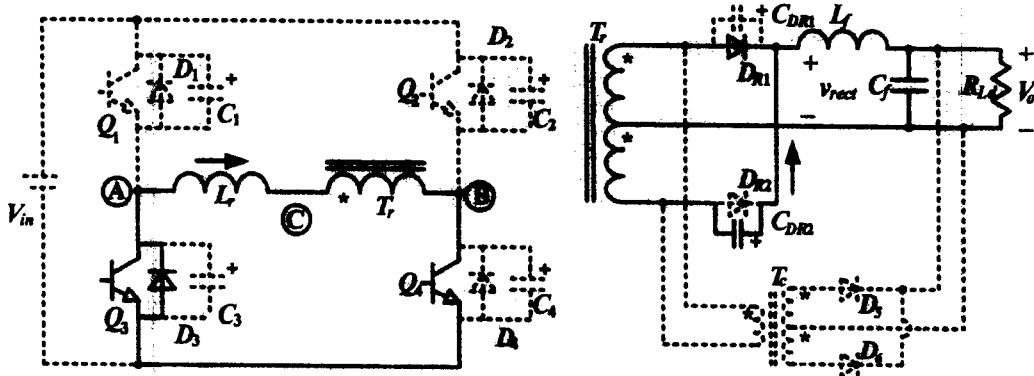 D1
Q1
C1
D2
Q2
C2
Vin
A
Lr
C
*
Tr
B
+
Q3
D3
C3
Q4
D4
C4
Tr
*
*
CDR1
DR1
Lf
+
vrect
−
Cf
RL
+
Vo
−
DR2
CDR2
Tc
*
*
*
D5
D6